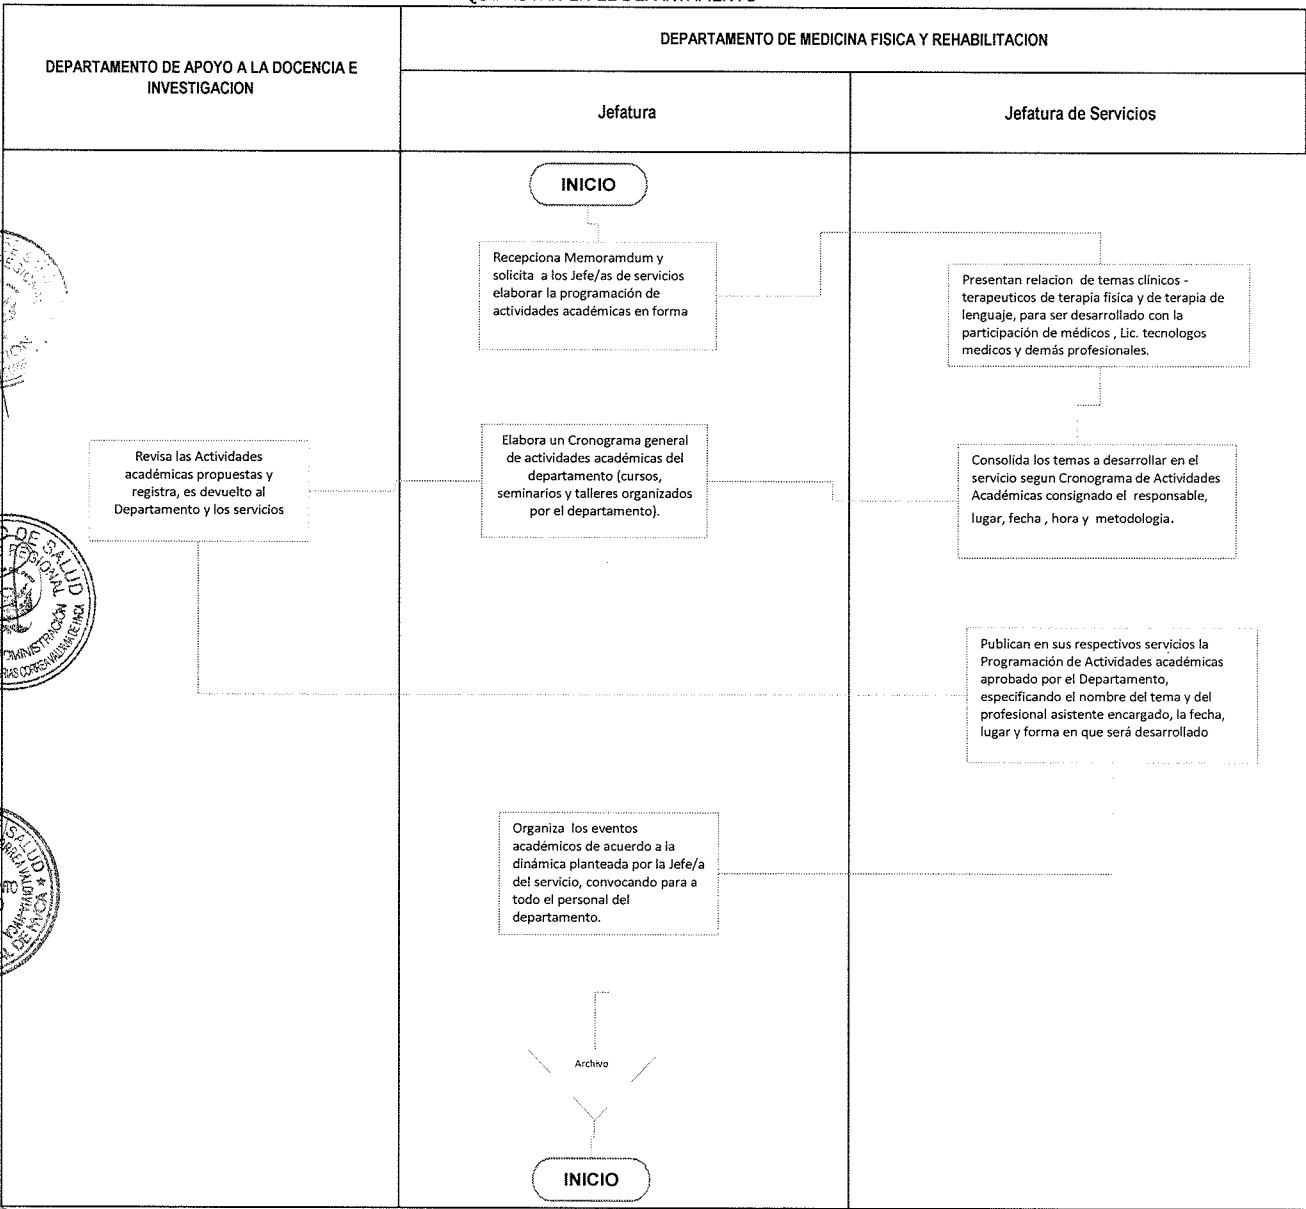 DEPARTAMENTO DE APOYO A LA DOCENCIA E
INVESTIGACION
DEPARTAMENTO DE MEDICINA FISICA Y REHABILITACION
Jefatura
Jefatura de Servicios
INICIO
Recepciona Memoramdum y
solicita a los Jefe/as de servicios
elaborar la programación de
actividades académicas en forma
Presentan relacion de temas clínicos -
terapeuticos de terapia fisica y de terapia de
lenguaje, para ser desarrollado con la
participación de médicos , Lic. tecnologos
medicos y demás profesionales.
Revisa las Actividades
académicas propuestas y
registra, es devuelto al
Departamento y los servicios
Elabora un Cronograma general
de actividades académicas del
departamento (cursos,
seminarios y talleres organizados
por el departamento).
Consolida los temas a desarrollar en el
servicio segun Cronograma de Actividades
Académicas consignado el responsable,
lugar, fecha , hora y metodologia.
Publican en sus respectivos servicios la
Programación de Actividades académicas
aprobado por el Departamento,
especificando el nombre del tema y del
profesional asistente encargado, la fecha,
lugar y forma en que será desarrollado
Organiza los eventos
académicos de acuerdo a la
dinámica planteada por la Jefe/a
del servicio, convocando para a
todo el personal del
departamento.
Archivo
INICIO
DE SALUD
REGIONAL